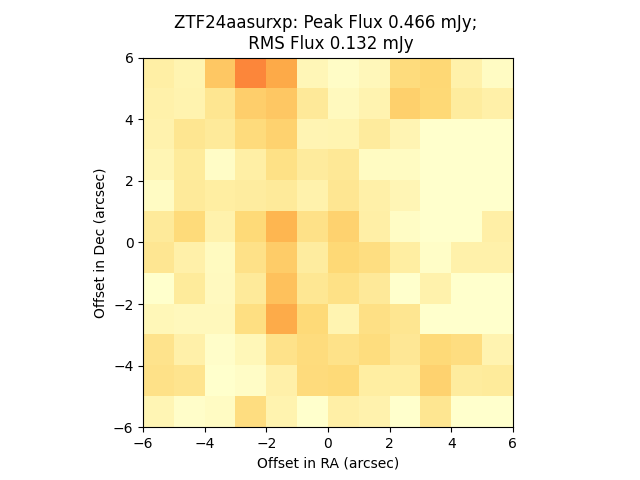 ZTF24aasurxp: Peak Flux 0.466 mJy;
RMS Flux 0.132 mJy
6
4
2
0
−2
−4
−6
Offset in Dec (arcsec)
−6 −4 −2 0 2 4 6
Offset in RA (arcsec)